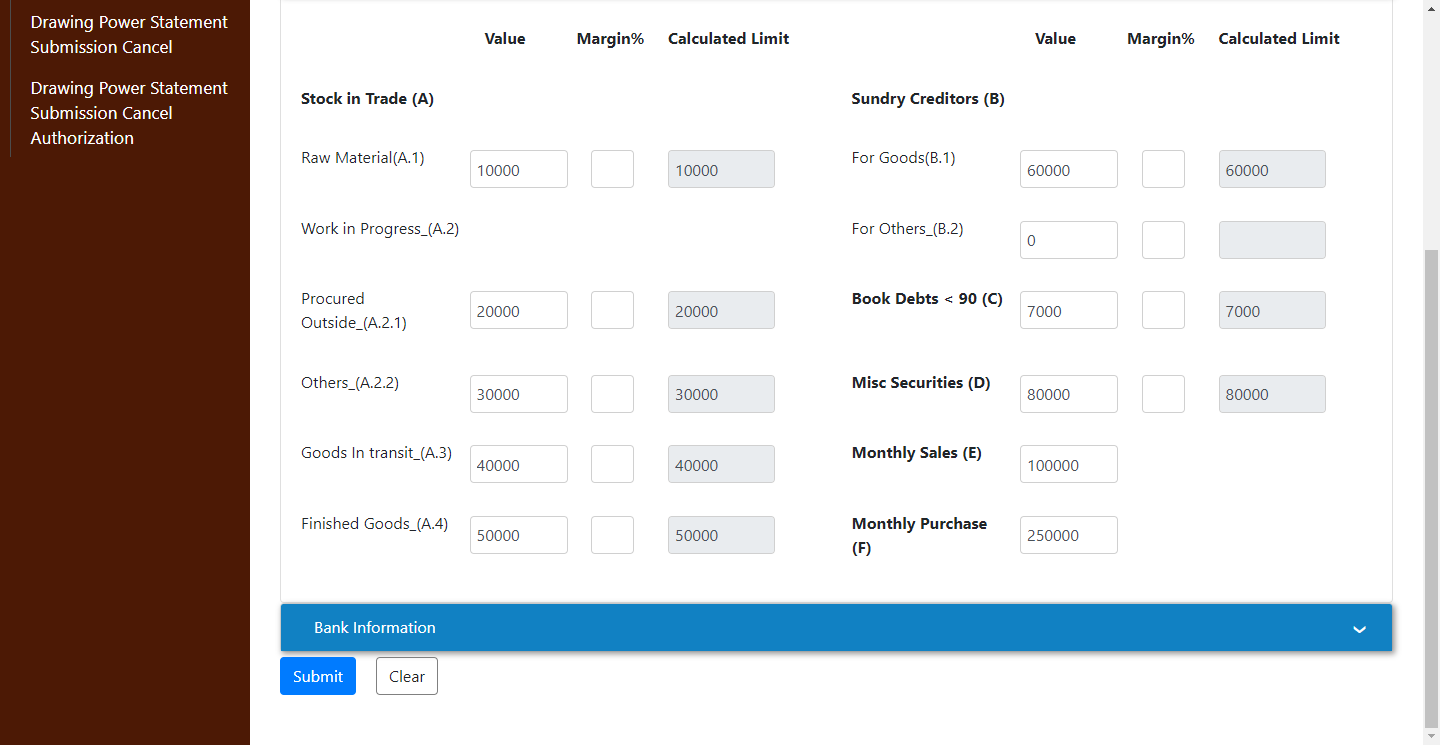 Drawing Power Statement
Submission Cancel
Drawing Power Statement
Submission Cancel
Authorization
Value Margin% Calculated Limit Value Margin% Calculated Limit
Stock in Trade (A) Sundry Creditors (B)
Raw Material(A.1) 10000 10000 For Goods(B.1) 60000 60000
Work in Progress_(A.2) For Others_(B.2) 0
Procured
Outside_(A.2.1) 20000 20000 Book Debts < 90 (C) 7000 7000
Others_(A.2.2) 30000 30000 Misc Securities (D) 80000 80000
Goods In transit_(A.3) 40000 40000 Monthly Sales (E) 100000
Finished Goods_(A.4) 50000 50000 Monthly Purchase
(F) 250000
Bank Information
Submit Clear